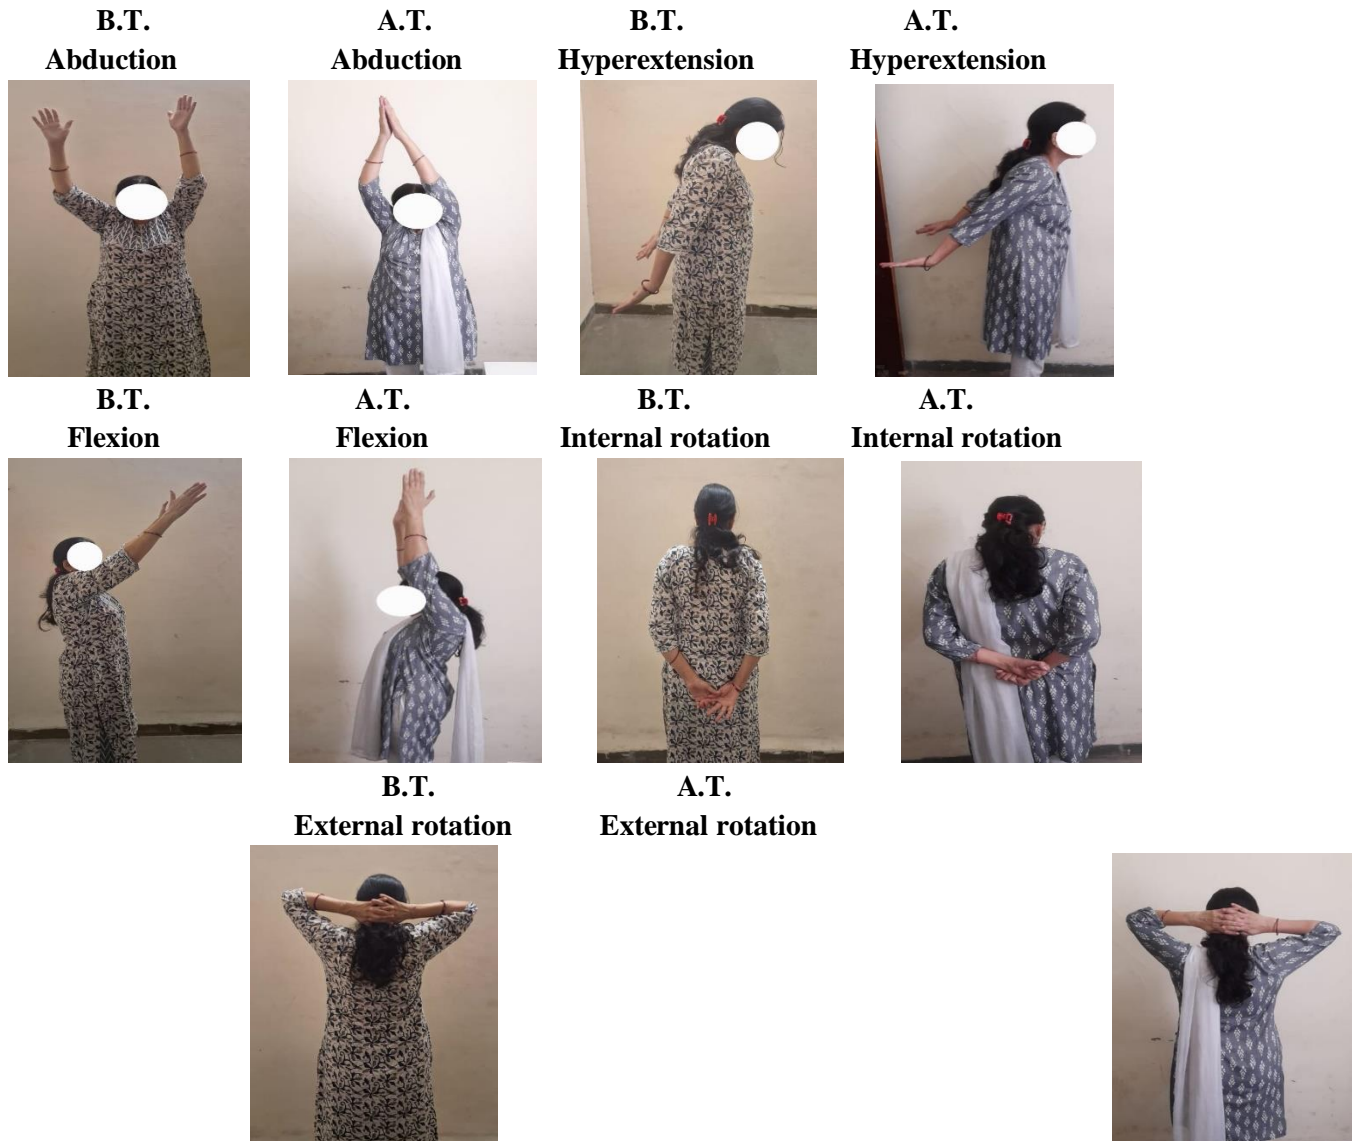 B.T. A.T. B.T. A.T.
Abduction Abduction Hyperextension Hyperextension
B.T. A.T. B.T. A.T.
Flexion Flexion Internal rotation Internal rotation
B.T. A.T.
External rotation External rotation